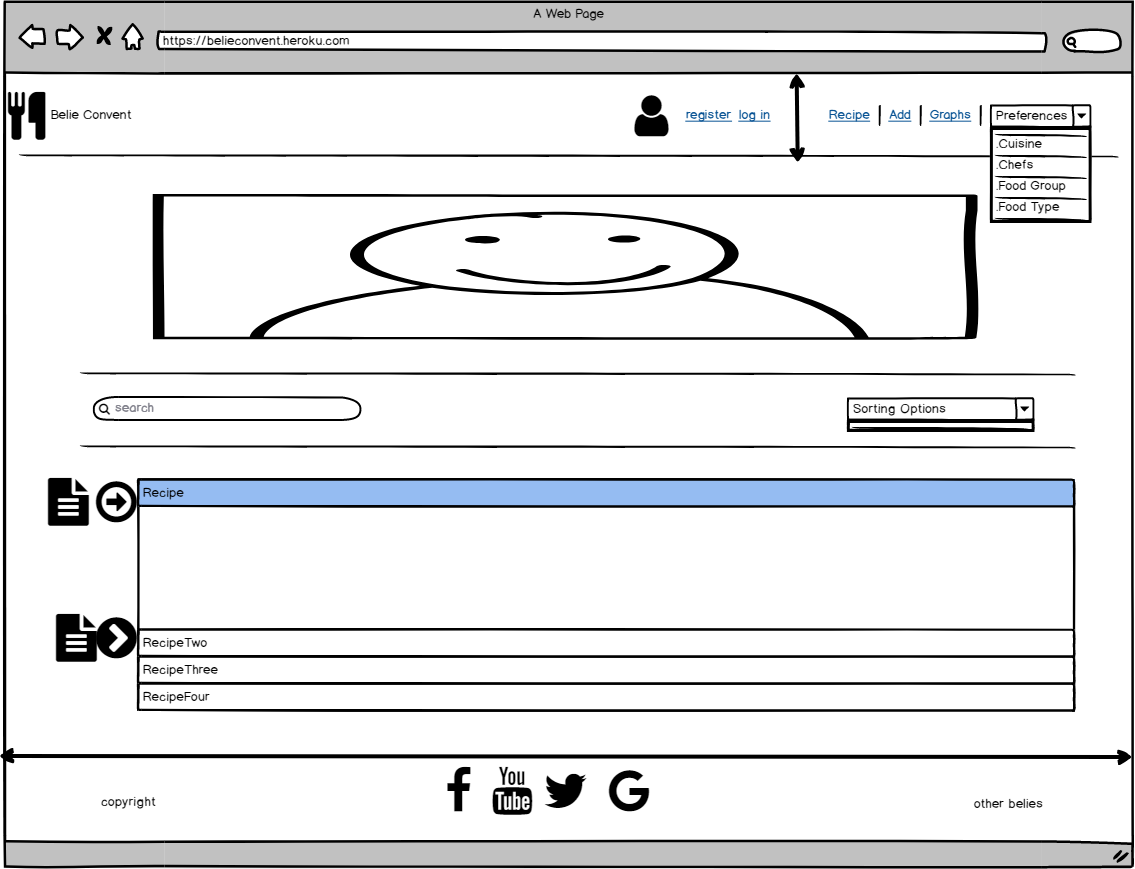 A Web Page
https://belieconvent.heroku.com
Belie Convent
register log in
Recipe Add Graphs Preferences
.Cuisine
.Chefs
.Food Group
.Food Type
search
Sorting Options
Recipe
RecipeTwo
RecipeThree
RecipeFour
You
Tube
copyright
other belies